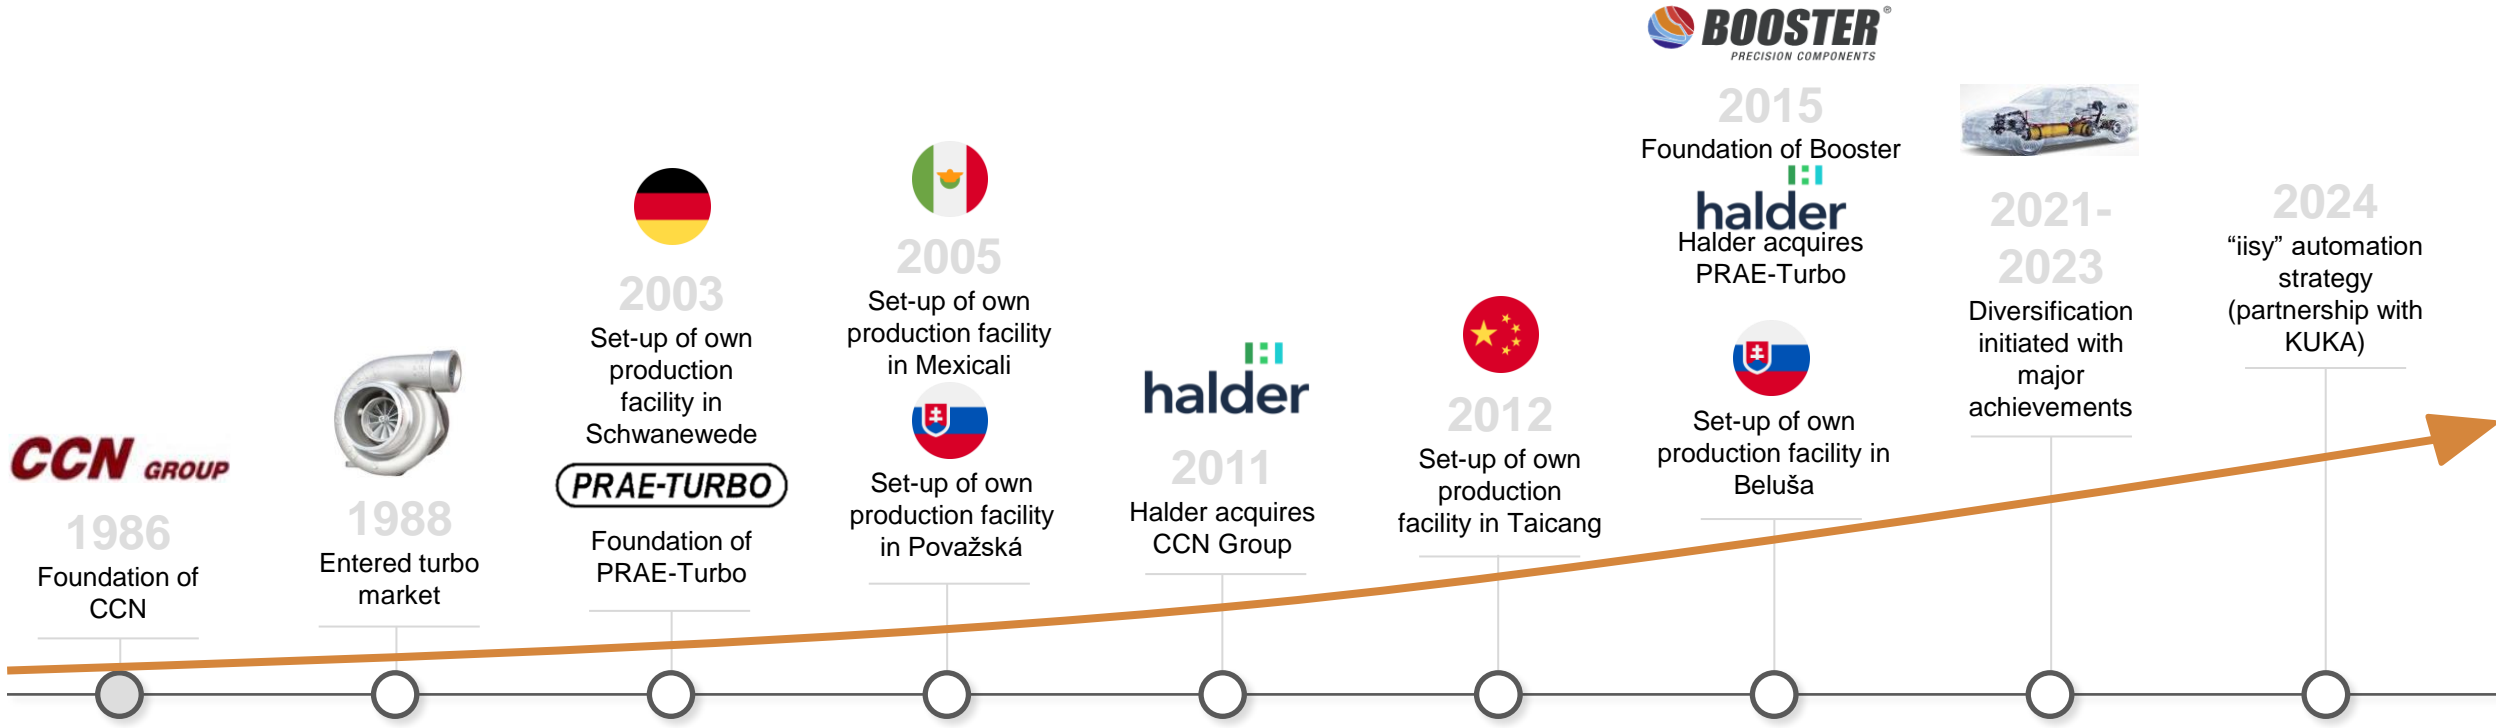 CCN GROUP
1986
Foundation of
CCN
1988
Entered turbo
market
2003
Set-up of own
production
facility in
Schwanewede
PRAE-TURBO
Foundation of
PRAE-Turbo
2005
Set-up of own
production facility
in Mexicali
Set-up of own
production facility
in Považská
halder
2011
Halder acquires
CCN Group
2012
Set-up of own
production
facility in Taicang
BOOSTER®
PRECISION COMPONENTS
2015
Foundation of Booster
halder
Halder acquires
PRAE-Turbo
Set-up of own
production facility in
Beluša
2021-
2023
Diversification
initiated with
major
achievements
2024
“iisy” automation
strategy
(partnership with
KUKA)